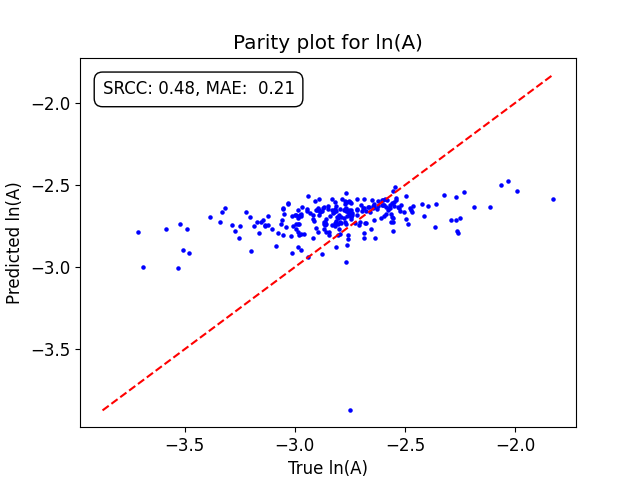 Parity plot for ln(A)
SRCC: 0.48, MAE:  0.21
Predicted ln(A)
−2.0
−2.5
−3.0
−3.5
−3.5
−3.0
−2.5
−2.0
True ln(A)